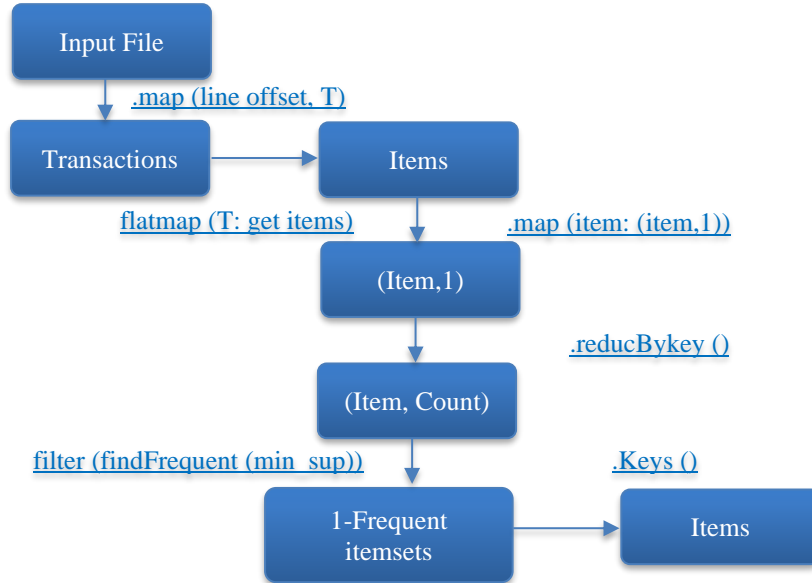 Input File
.map (line offset, T)
Transactions
Items
flatmap (T: get items)
.map (item: (item,1))
(Item,1)
.reducBykey ()
(Item, Count)
filter (findFrequent (min_sup))
.Keys ()
1-Frequent
itemsets
Items